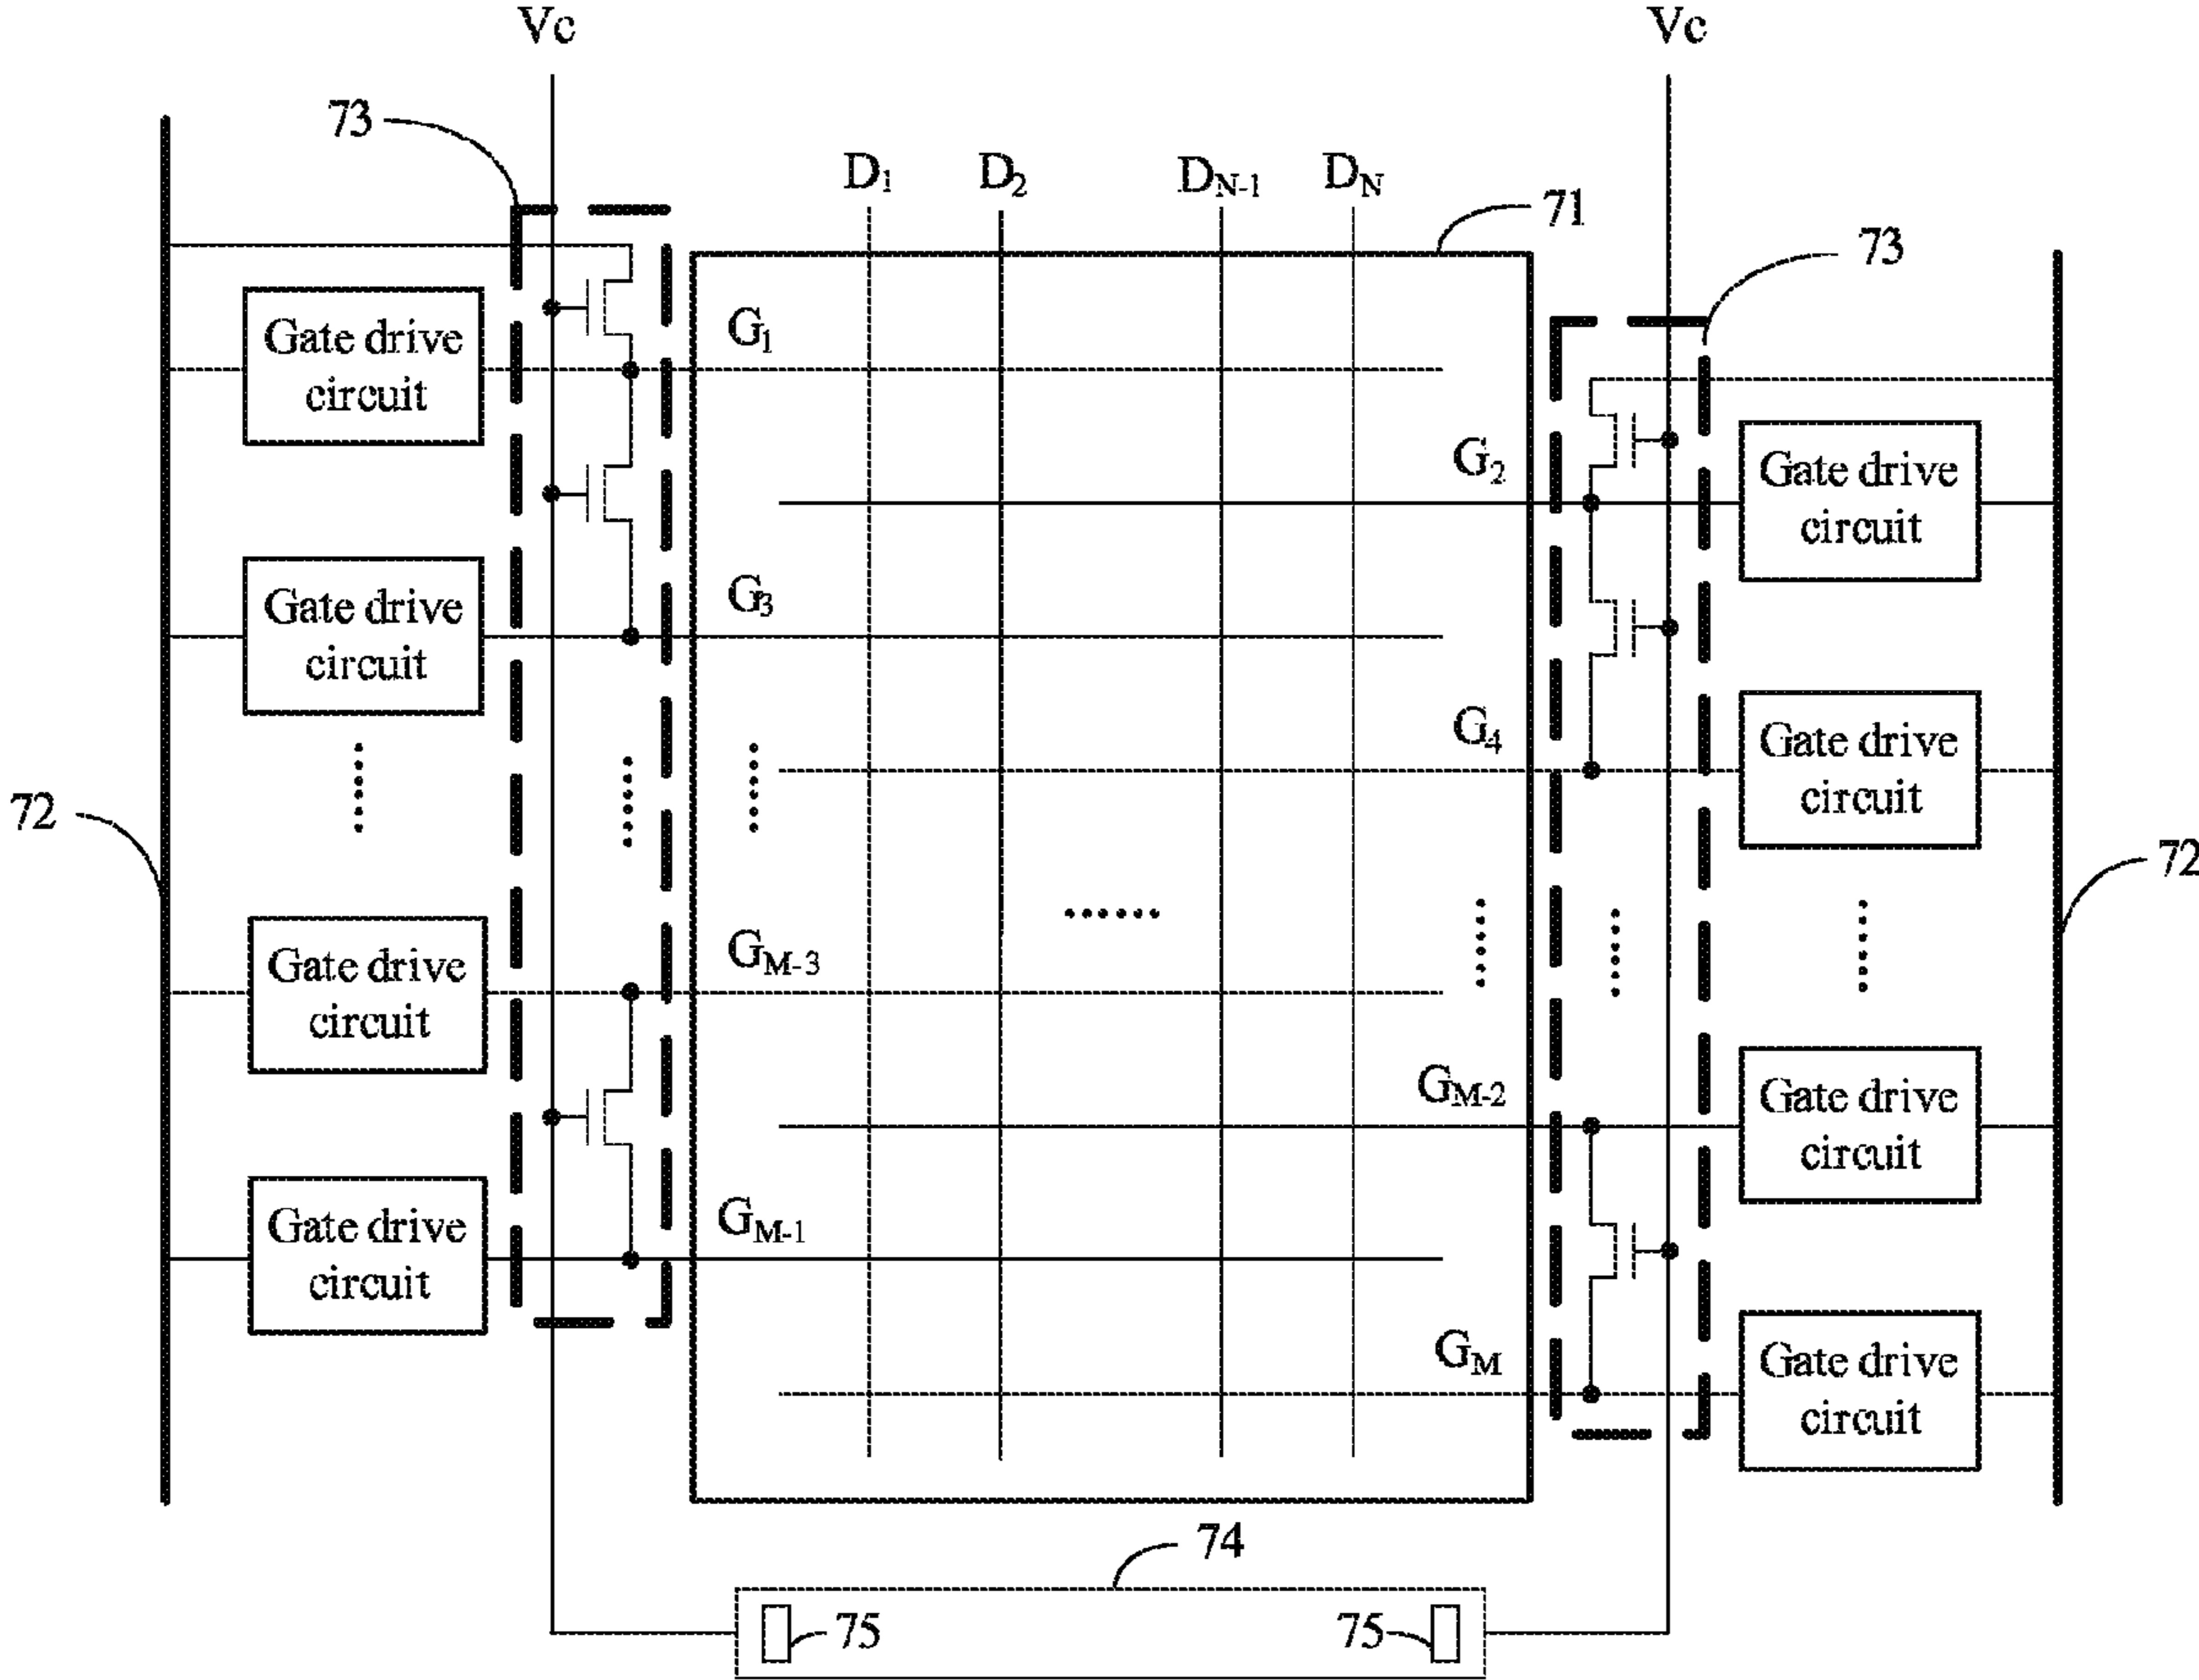 Vc
Vc
73
D1
D2
DN-1
DN
71
73
Gate drive
circuit
G1
G2
Gate drive
circuit
Gate drive
circuit
G3
G4
Gate drive
circuit
72
72
Gate drive
circuit
GM-3
GM-2
Gate drive
circuit
Gate drive
circuit
GM-1
GM
Gate drive
circuit
74
75
75